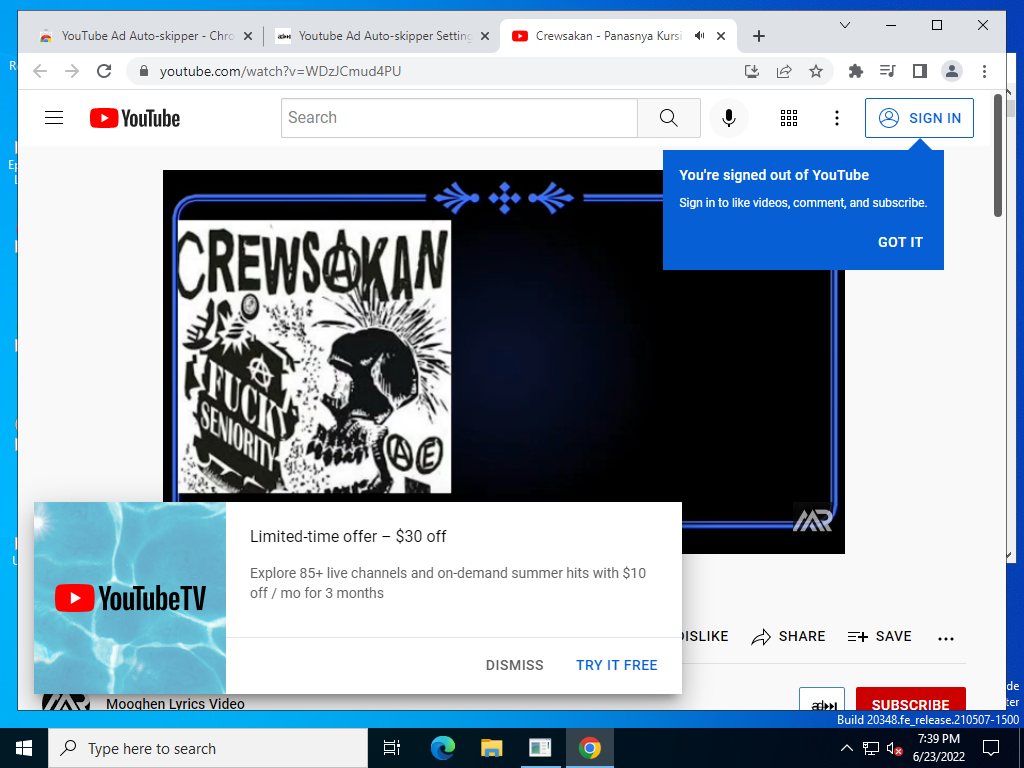 YouTube Ad Auto-skipper - Chro
Youtube Ad Auto-skipper Setting
Crewsakan - Panasnya Kursi
youtube.com/watch?v=WDzJCmud4PU
YouTube
Search
SIGN IN
You're signed out of YouTube
Sign in to like videos, comment, and subscribe.
GOT IT
CREWSAKAN
FUCK
SENIORITY
MR
Limited-time offer – $30 off
Explore 85+ live channels and on-demand summer hits with $10
off / mo for 3 months
YouTubeTV
DISMISS
TRY IT FREE
DISLIKE
SHARE
SAVE
Mooghen Lyrics Video
SUBSCRIBE
Build 20348.fe_release.210507-1500
Type here to search
7:39 PM
6/23/2022